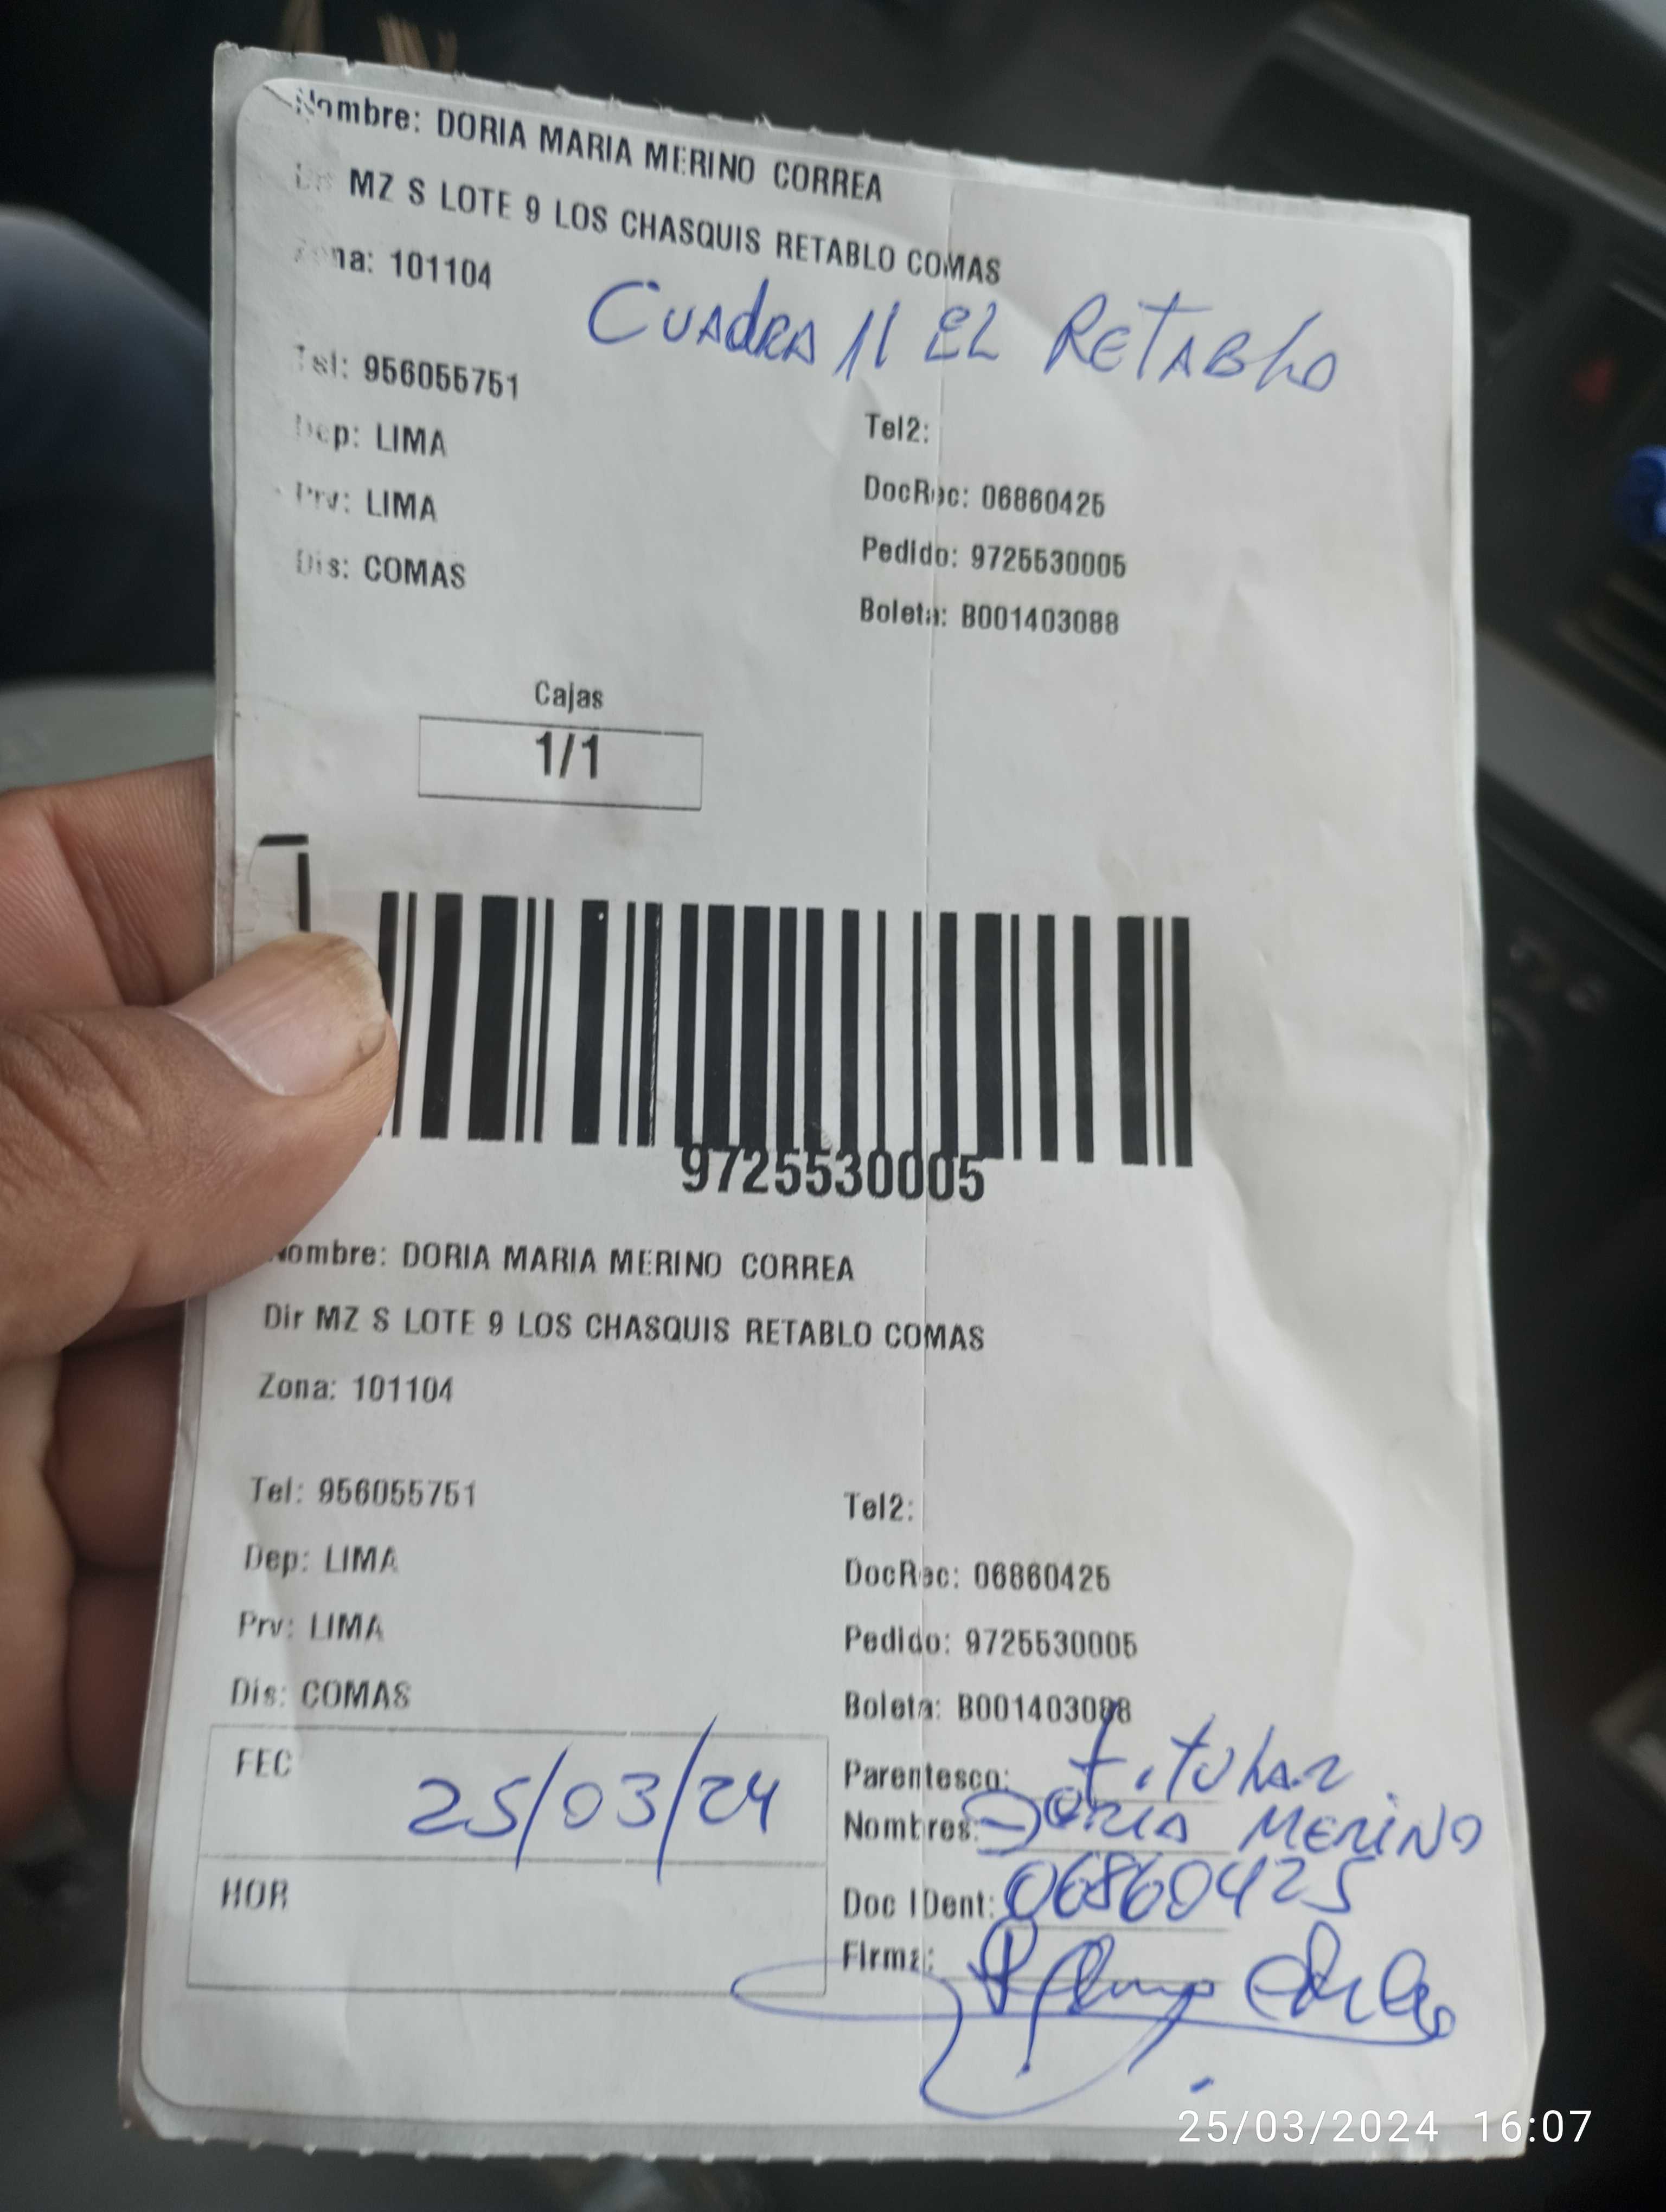 Nombre: DORIA MARIA MERINO CORREA
Dir MZ S LOTE 9 LOS CHASQUIS RETABLO COMAS
Zona: 101104
CUAdRA 11 EL RETABLO
Tel: 956055751
Tel2:
Dep: LIMA
DocRec: 06860425
Prv: LIMA
Pedido: 9725530005
Dis: COMAS
Boleta: B001403088
Cajas
1/1
9725530005
Nombre: DORIA MARIA MERINO CORREA
Dir MZ S LOTE 9 LOS CHASQUIS RETABLO COMAS
Zona: 101104
Tel: 956055751
Tel2:
Dep: LIMA
DocRec: 06860425
Prv: LIMA
Pedido: 9725530005
Dis: COMAS
Boleta: B001403088
FEC 25/03/24
Parentesco: titular
Nombres: DORIA MERINO
HOR
Doc IDent: 06860425
Firma:
25/03/2024 16:07